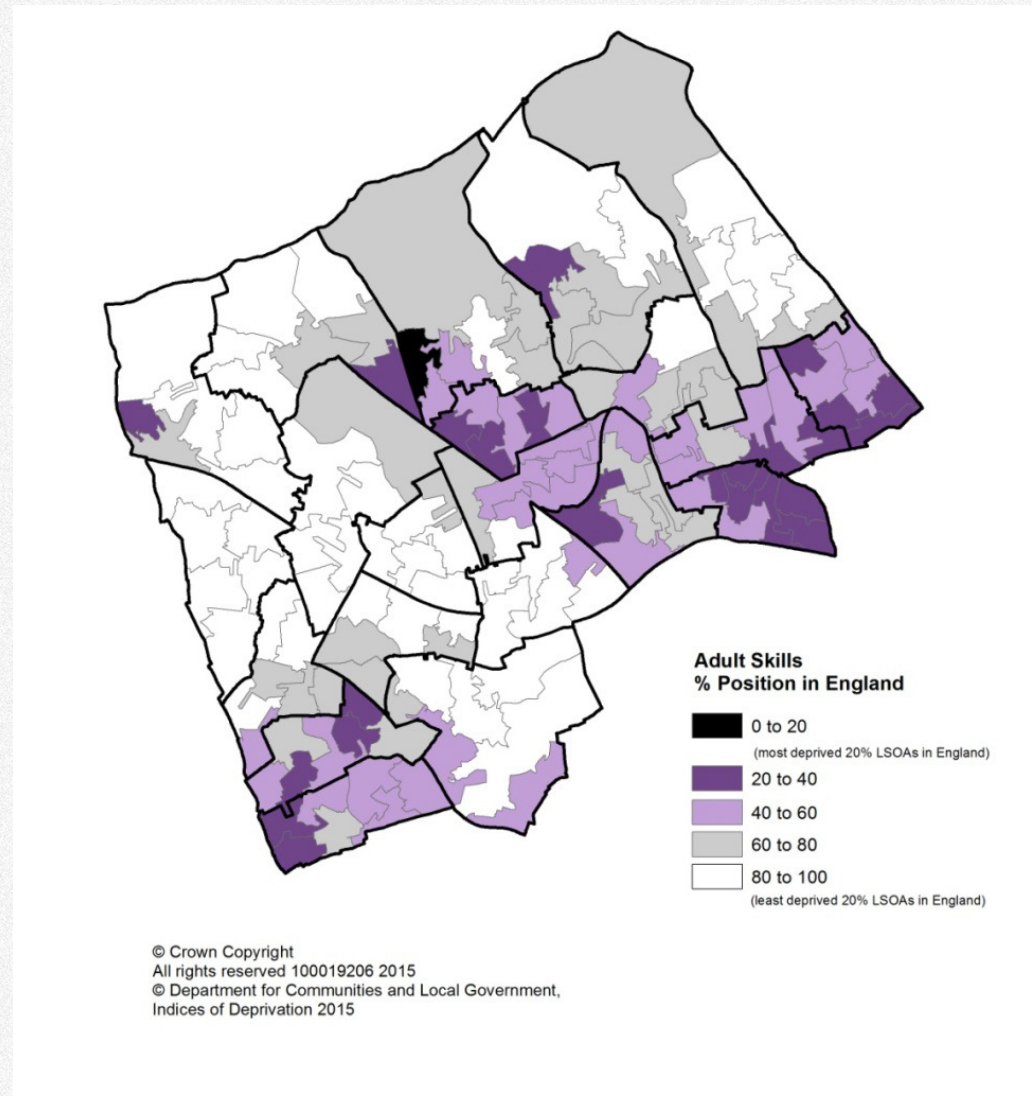 Adult Skills
% Position in England
0 to 20
(most deprived 20% LSOAs in England)
20 to 40
40 to 60
60 to 80
80 to 100
(least deprived 20% LSOAs in England)
© Crown Copyright
All rights reserved 100019206 2015
© Department for Communities and Local Government,
Indices of Deprivation 2015